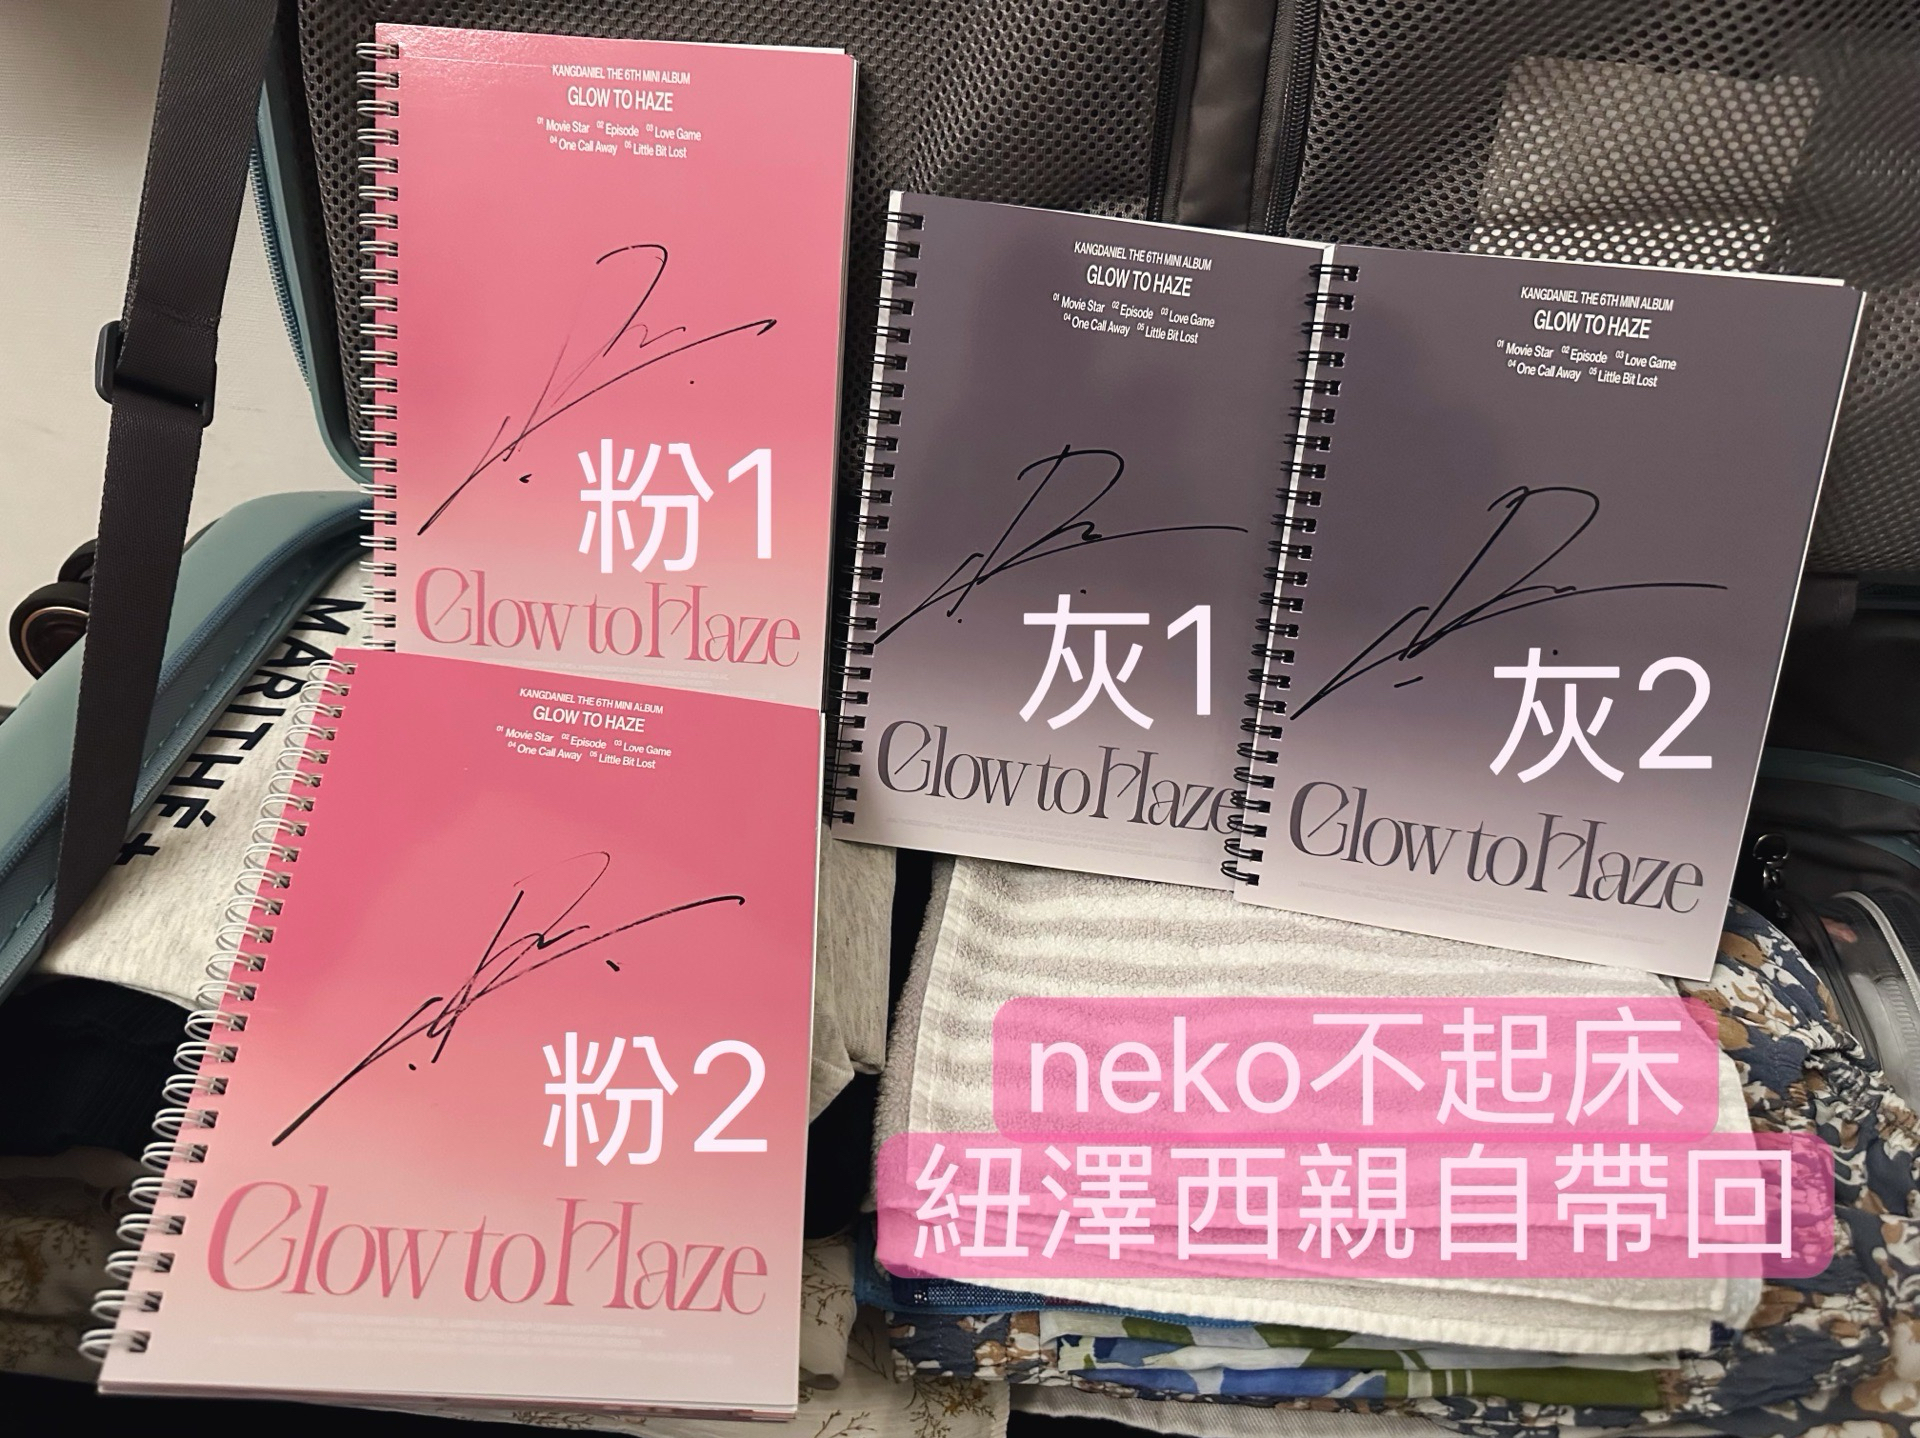 KANGDANIEL THE 6TH MINI ALBUM
GLOW TO HAZE
01 Movie Star 02 Episode 03 Love Game
04 One Call Away 05 Little Bit Lost
粉1
Glow to Haze
KANGDANIEL THE 6TH MINI ALBUM
GLOW TO HAZE
01 Movie Star 02 Episode 03 Love Game
04 One Call Away 05 Little Bit Lost
灰1
Glow to Haze
KANGDANIEL THE 6TH MINI ALBUM
GLOW TO HAZE
01 Movie Star 02 Episode 03 Love Game
04 One Call Away 05 Little Bit Lost
灰2
Glow to Haze
MARITHÉ +
KANGDANIEL THE 6TH MINI ALBUM
GLOW TO HAZE
01 Movie Star 02 Episode 03 Love Game
04 One Call Away 05 Little Bit Lost
粉2
Glow to Haze
neko不起床
紐澤西親自帶回